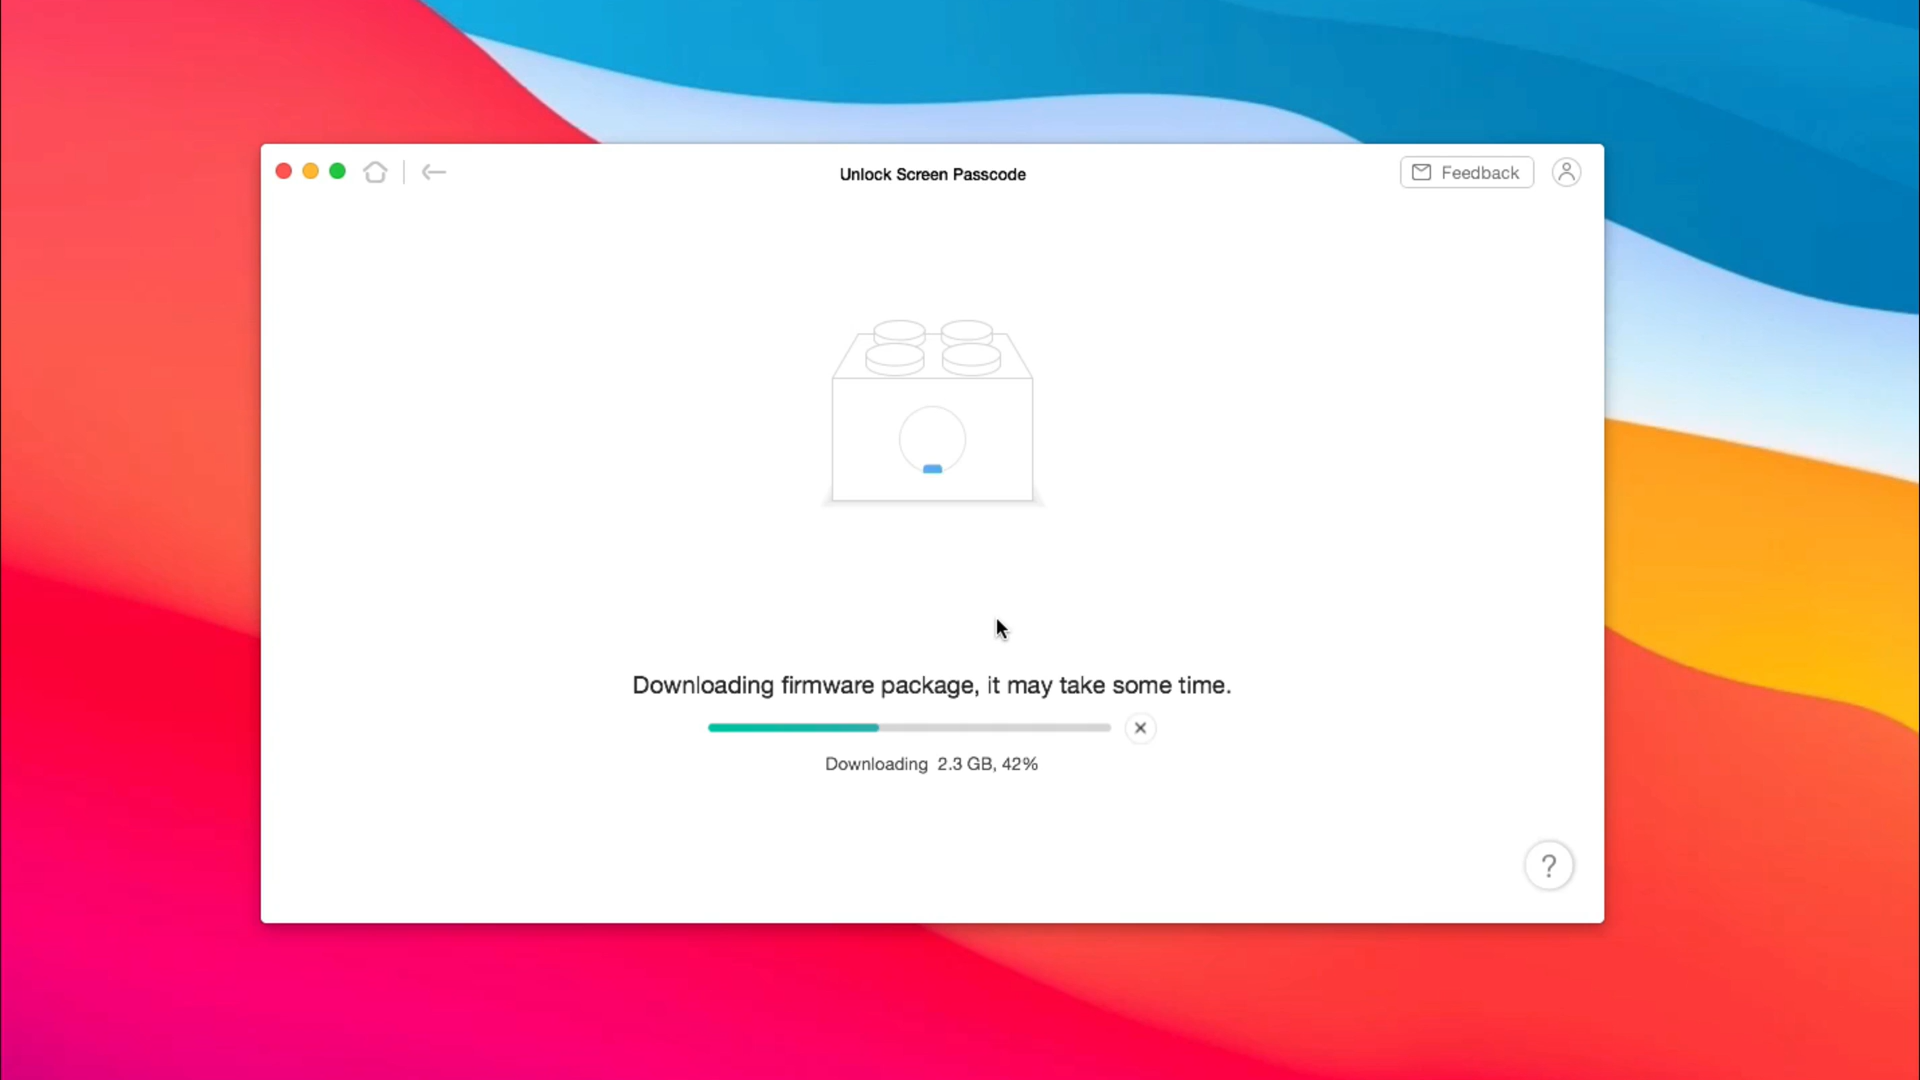 Unlock Screen Passcode
Feedback
Downloading firmware package, it may take some time.
Downloading 2.3 GB, 42%
?